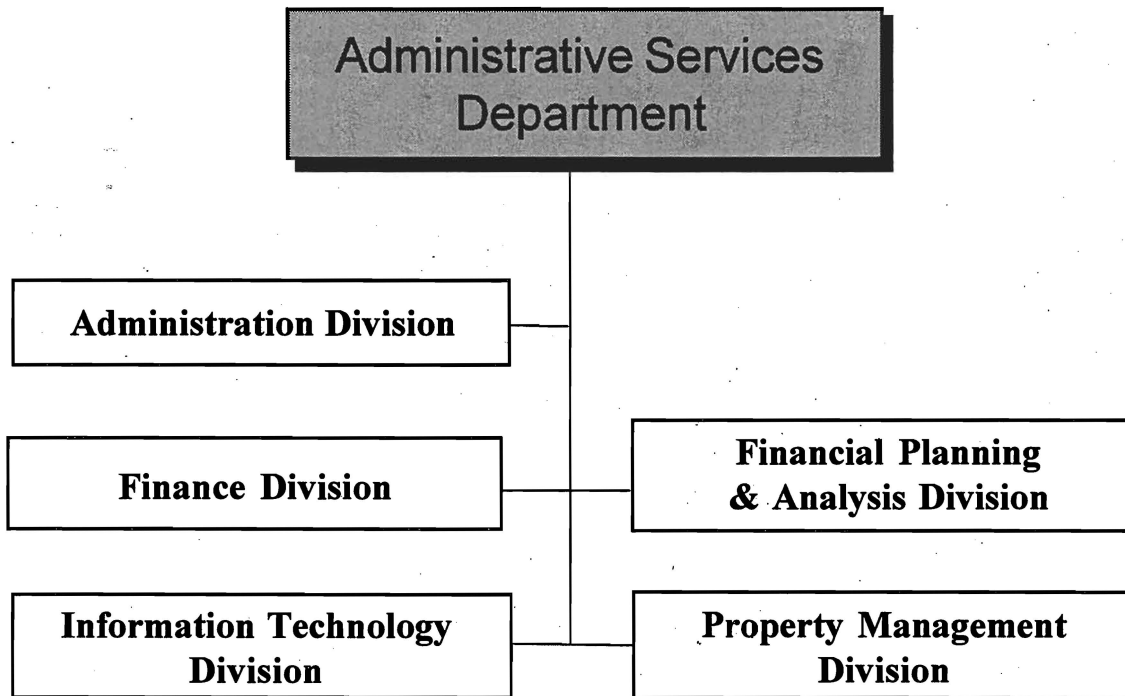 Administrative Services
Department
Administration Division
Finance Division
Financial Planning
& Analysis Division
Information Technology
Division
Property Management
Division